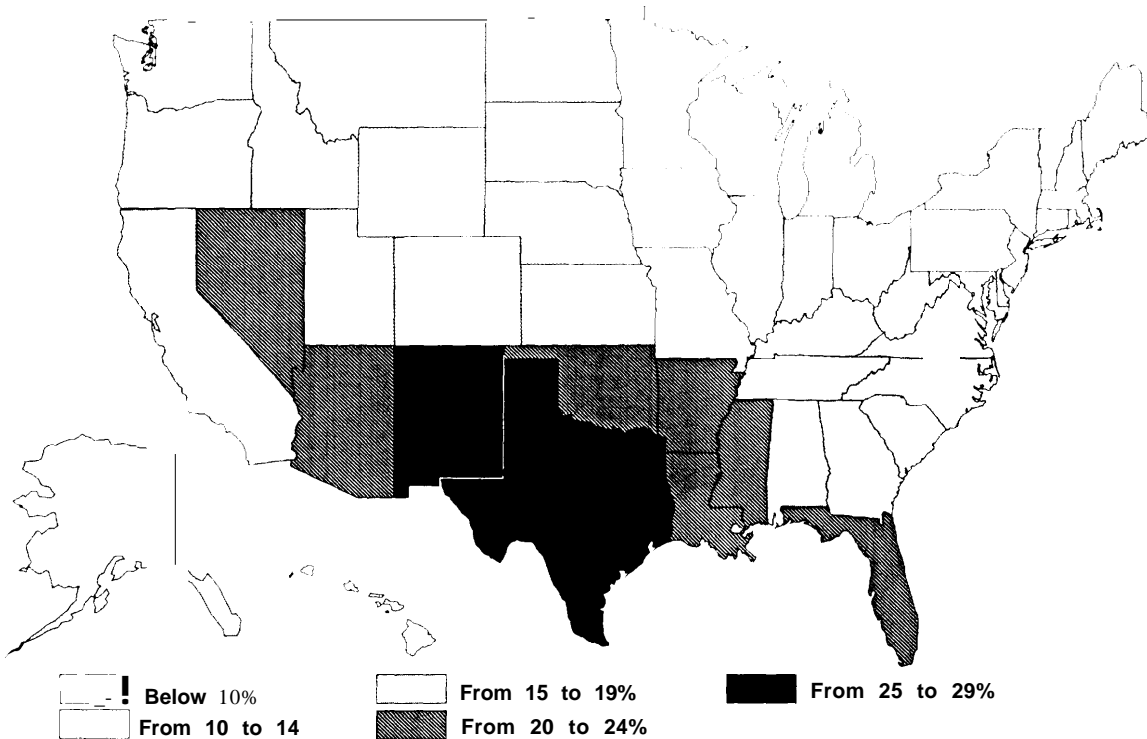 Below 10%
From 10 to 14
From 15 to 19%
From 20 to 24%
From 25 to 29%